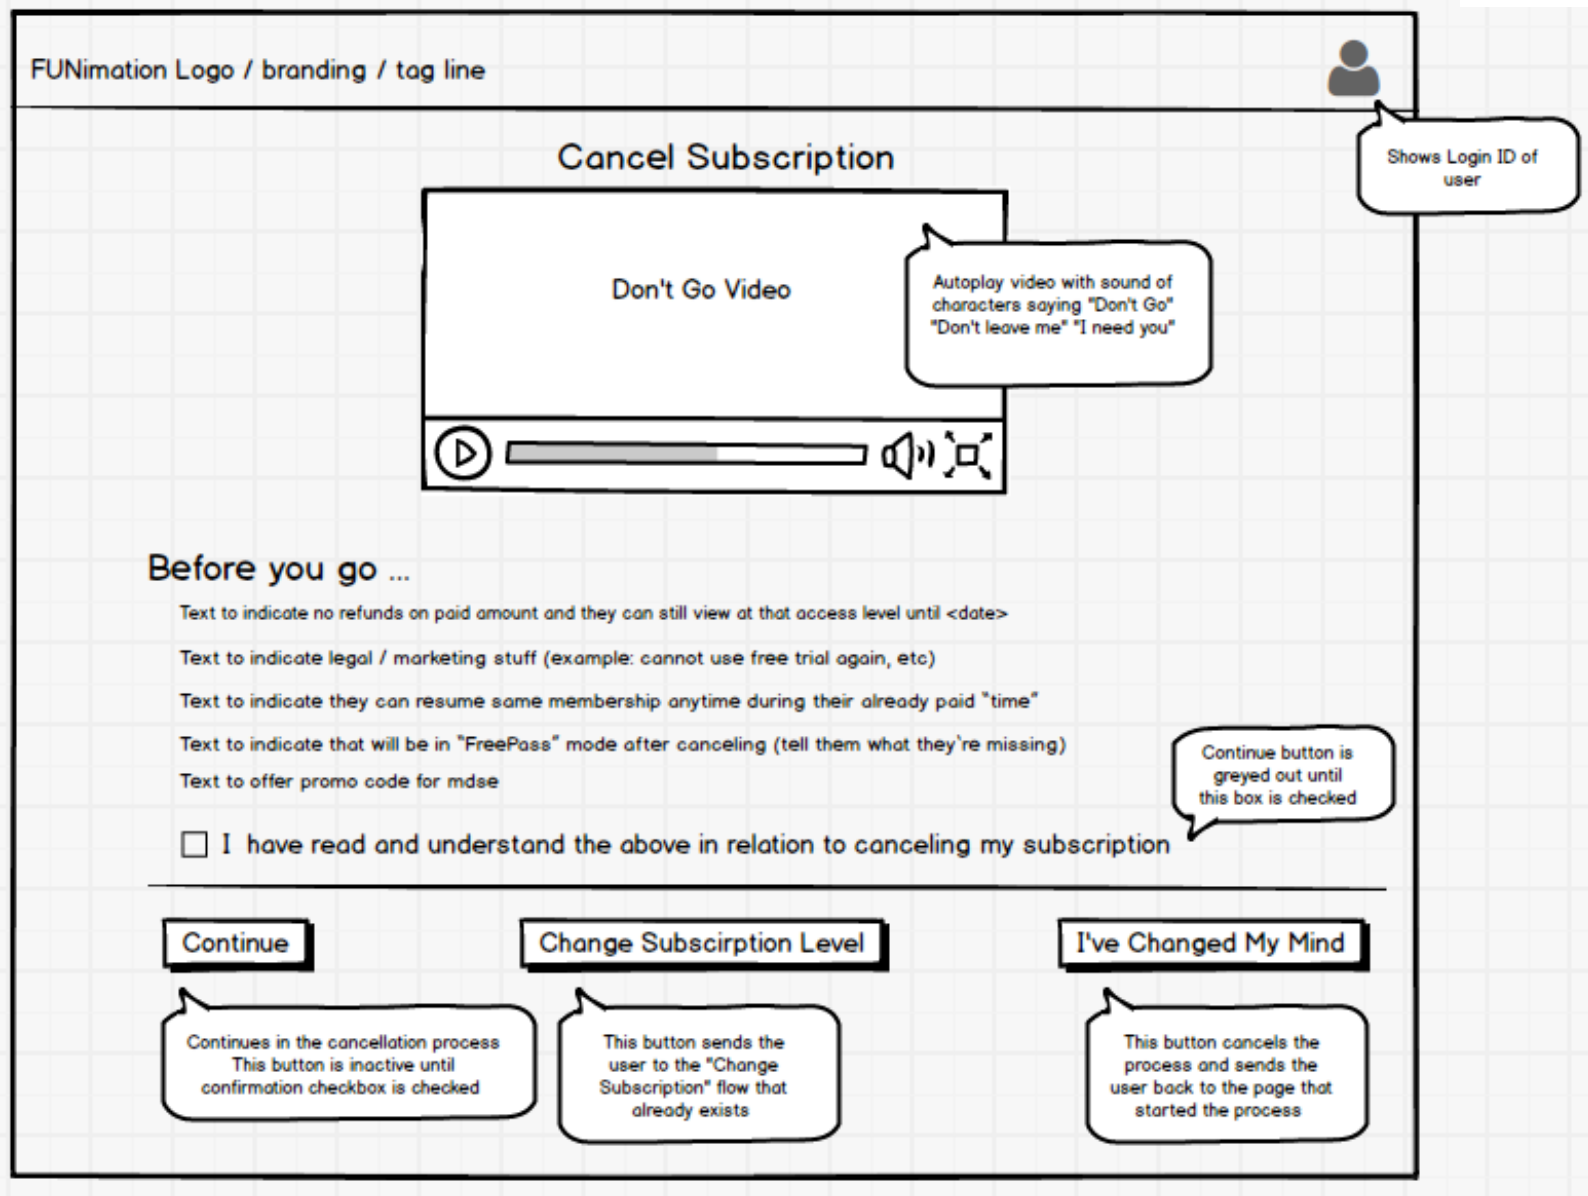 FUNimation Logo / branding / tag line
Shows Login ID of
user
Cancel Subscription
Don't Go Video
Autoplay video with sound of
characters saying "Don't Go"
"Don't leave me" "I need you"
Before you go ...
Text to indicate no refunds on paid amount and they can still view at that access level until <date>
Text to indicate legal / marketing stuff (example: cannot use free trial again, etc)
Text to indicate they can resume same membership anytime during their already paid “time”
Text to indicate that will be in “FreePass” mode after canceling (tell them what they're missing)
Text to offer promo code for mdse
Continue button is
greyed out until
this box is checked
I have read and understand the above in relation to canceling my subscription
Continue
Change Subscirption Level
I've Changed My Mind
Continues in the cancellation process
This button is inactive until
confirmation checkbox is checked
This button sends the
user to the "Change
Subscription" flow that
already exists
This button cancels the
process and sends the
user back to the page that
started the process